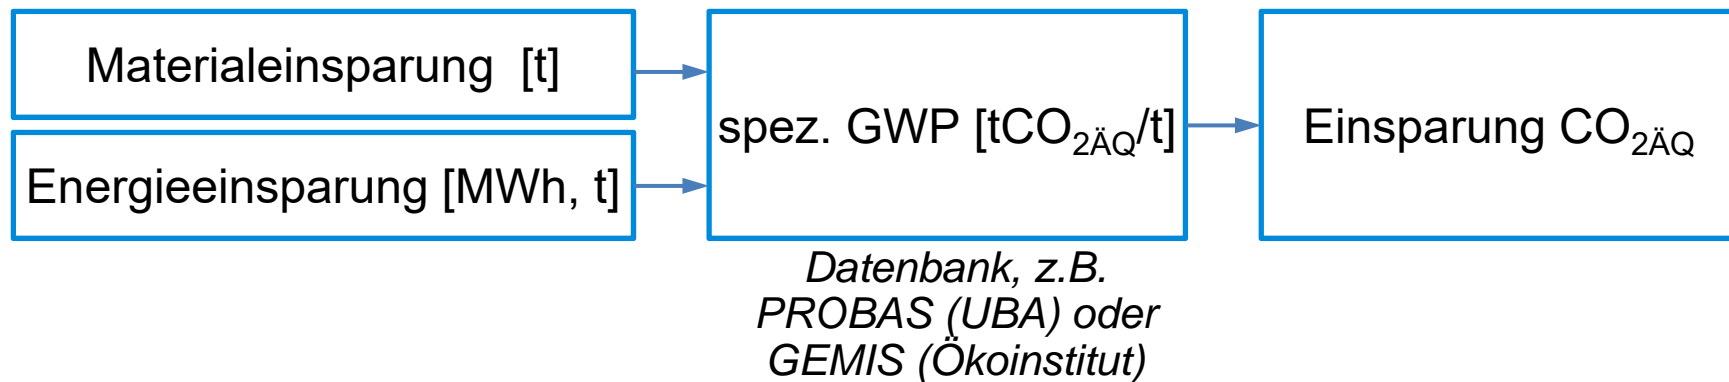 Materialeinsparung [t]
Energieeinsparung [MWh, t]
spez. GWP [tCO₂ÄQ/t]
Einsparung CO₂ÄQ
Datenbank, z.B.
PROBAS (UBA) oder
GEMIS (Ökoinstitut)